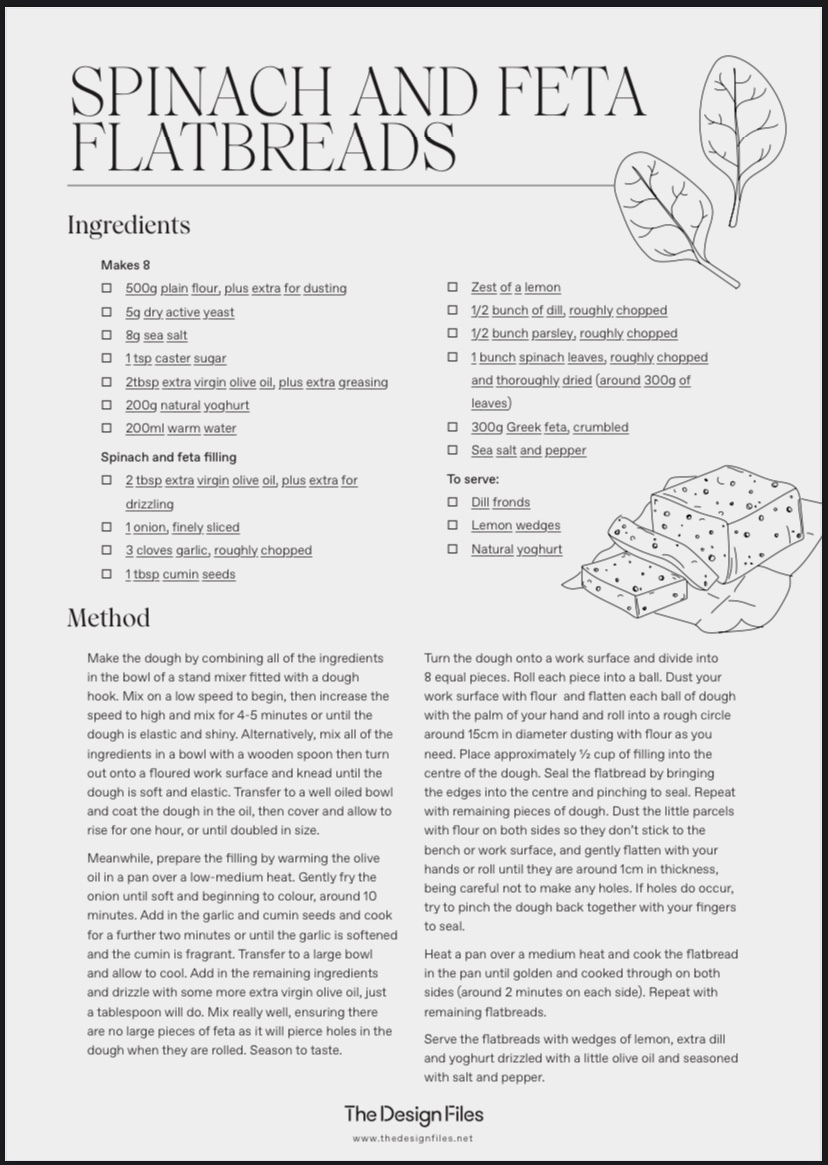 SPINACH AND FETA
FLATBREADS
Ingredients
Makes 8
500g plain flour, plus extra for dusting
5g dry active yeast
8g sea salt
1 tsp caster sugar
2tbsp extra virgin olive oil, plus extra greasing
200g natural yoghurt
200ml warm water
Spinach and feta filling
2 tbsp extra virgin olive oil, plus extra for
drizzling
1 onion, finely sliced
3 cloves garlic, roughly chopped
1 tbsp cumin seeds
Zest of a lemon
1/2 bunch of dill, roughly chopped
1/2 bunch parsley, roughly chopped
1 bunch spinach leaves, roughly chopped
and thoroughly dried (around 300g of
leaves)
300g Greek feta, crumbled
Sea salt and pepper
To serve:
Dill fronds
Lemon wedges
Natural yoghurt
Method
Make the dough by combining all of the ingredients
in the bowl of a stand mixer fitted with a dough
hook. Mix on a low speed to begin, then increase the
speed to high and mix for 4-5 minutes or until the
dough is elastic and shiny. Alternatively, mix all of the
ingredients in a bowl with a wooden spoon then turn
out onto a floured work surface and knead until the
dough is soft and elastic. Transfer to a well oiled bowl
and coat the dough in the oil, then cover and allow to
rise for one hour, or until doubled in size.
Meanwhile, prepare the filling by warming the olive
oil in a pan over a low-medium heat. Gently fry the
onion until soft and beginning to colour, around 10
minutes. Add in the garlic and cumin seeds and cook
for a further two minutes or until the garlic is softened
and the cumin is fragrant. Transfer to a large bowl
and allow to cool. Add in the remaining ingredients
and drizzle with some more extra virgin olive oil, just
a tablespoon will do. Mix really well, ensuring there
are no large pieces of feta as it will pierce holes in the
dough when they are rolled. Season to taste.
Turn the dough onto a work surface and divide into
8 equal pieces. Roll each piece into a ball. Dust your
work surface with flour and flatten each ball of dough
with the palm of your hand and roll into a rough circle
around 15cm in diameter dusting with flour as you
need. Place approximately ½ cup of filling into the
centre of the dough. Seal the flatbread by bringing
the edges into the centre and pinching to seal. Repeat
with remaining pieces of dough. Dust the little parcels
with flour on both sides so they don't stick to the
bench or work surface, and gently flatten with your
hands or roll until they are around 1cm in thickness,
being careful not to make any holes. If holes do occur,
try to pinch the dough back together with your fingers
to seal.
Heat a pan over a medium heat and cook the flatbread
in the pan until golden and cooked through on both
sides (around 2 minutes on each side). Repeat with
remaining flatbreads.
Serve the flatbreads with wedges of lemon, extra dill
and yoghurt drizzled with a little olive oil and seasoned
with salt and pepper.
The Design Files
www.thedesignfiles.net